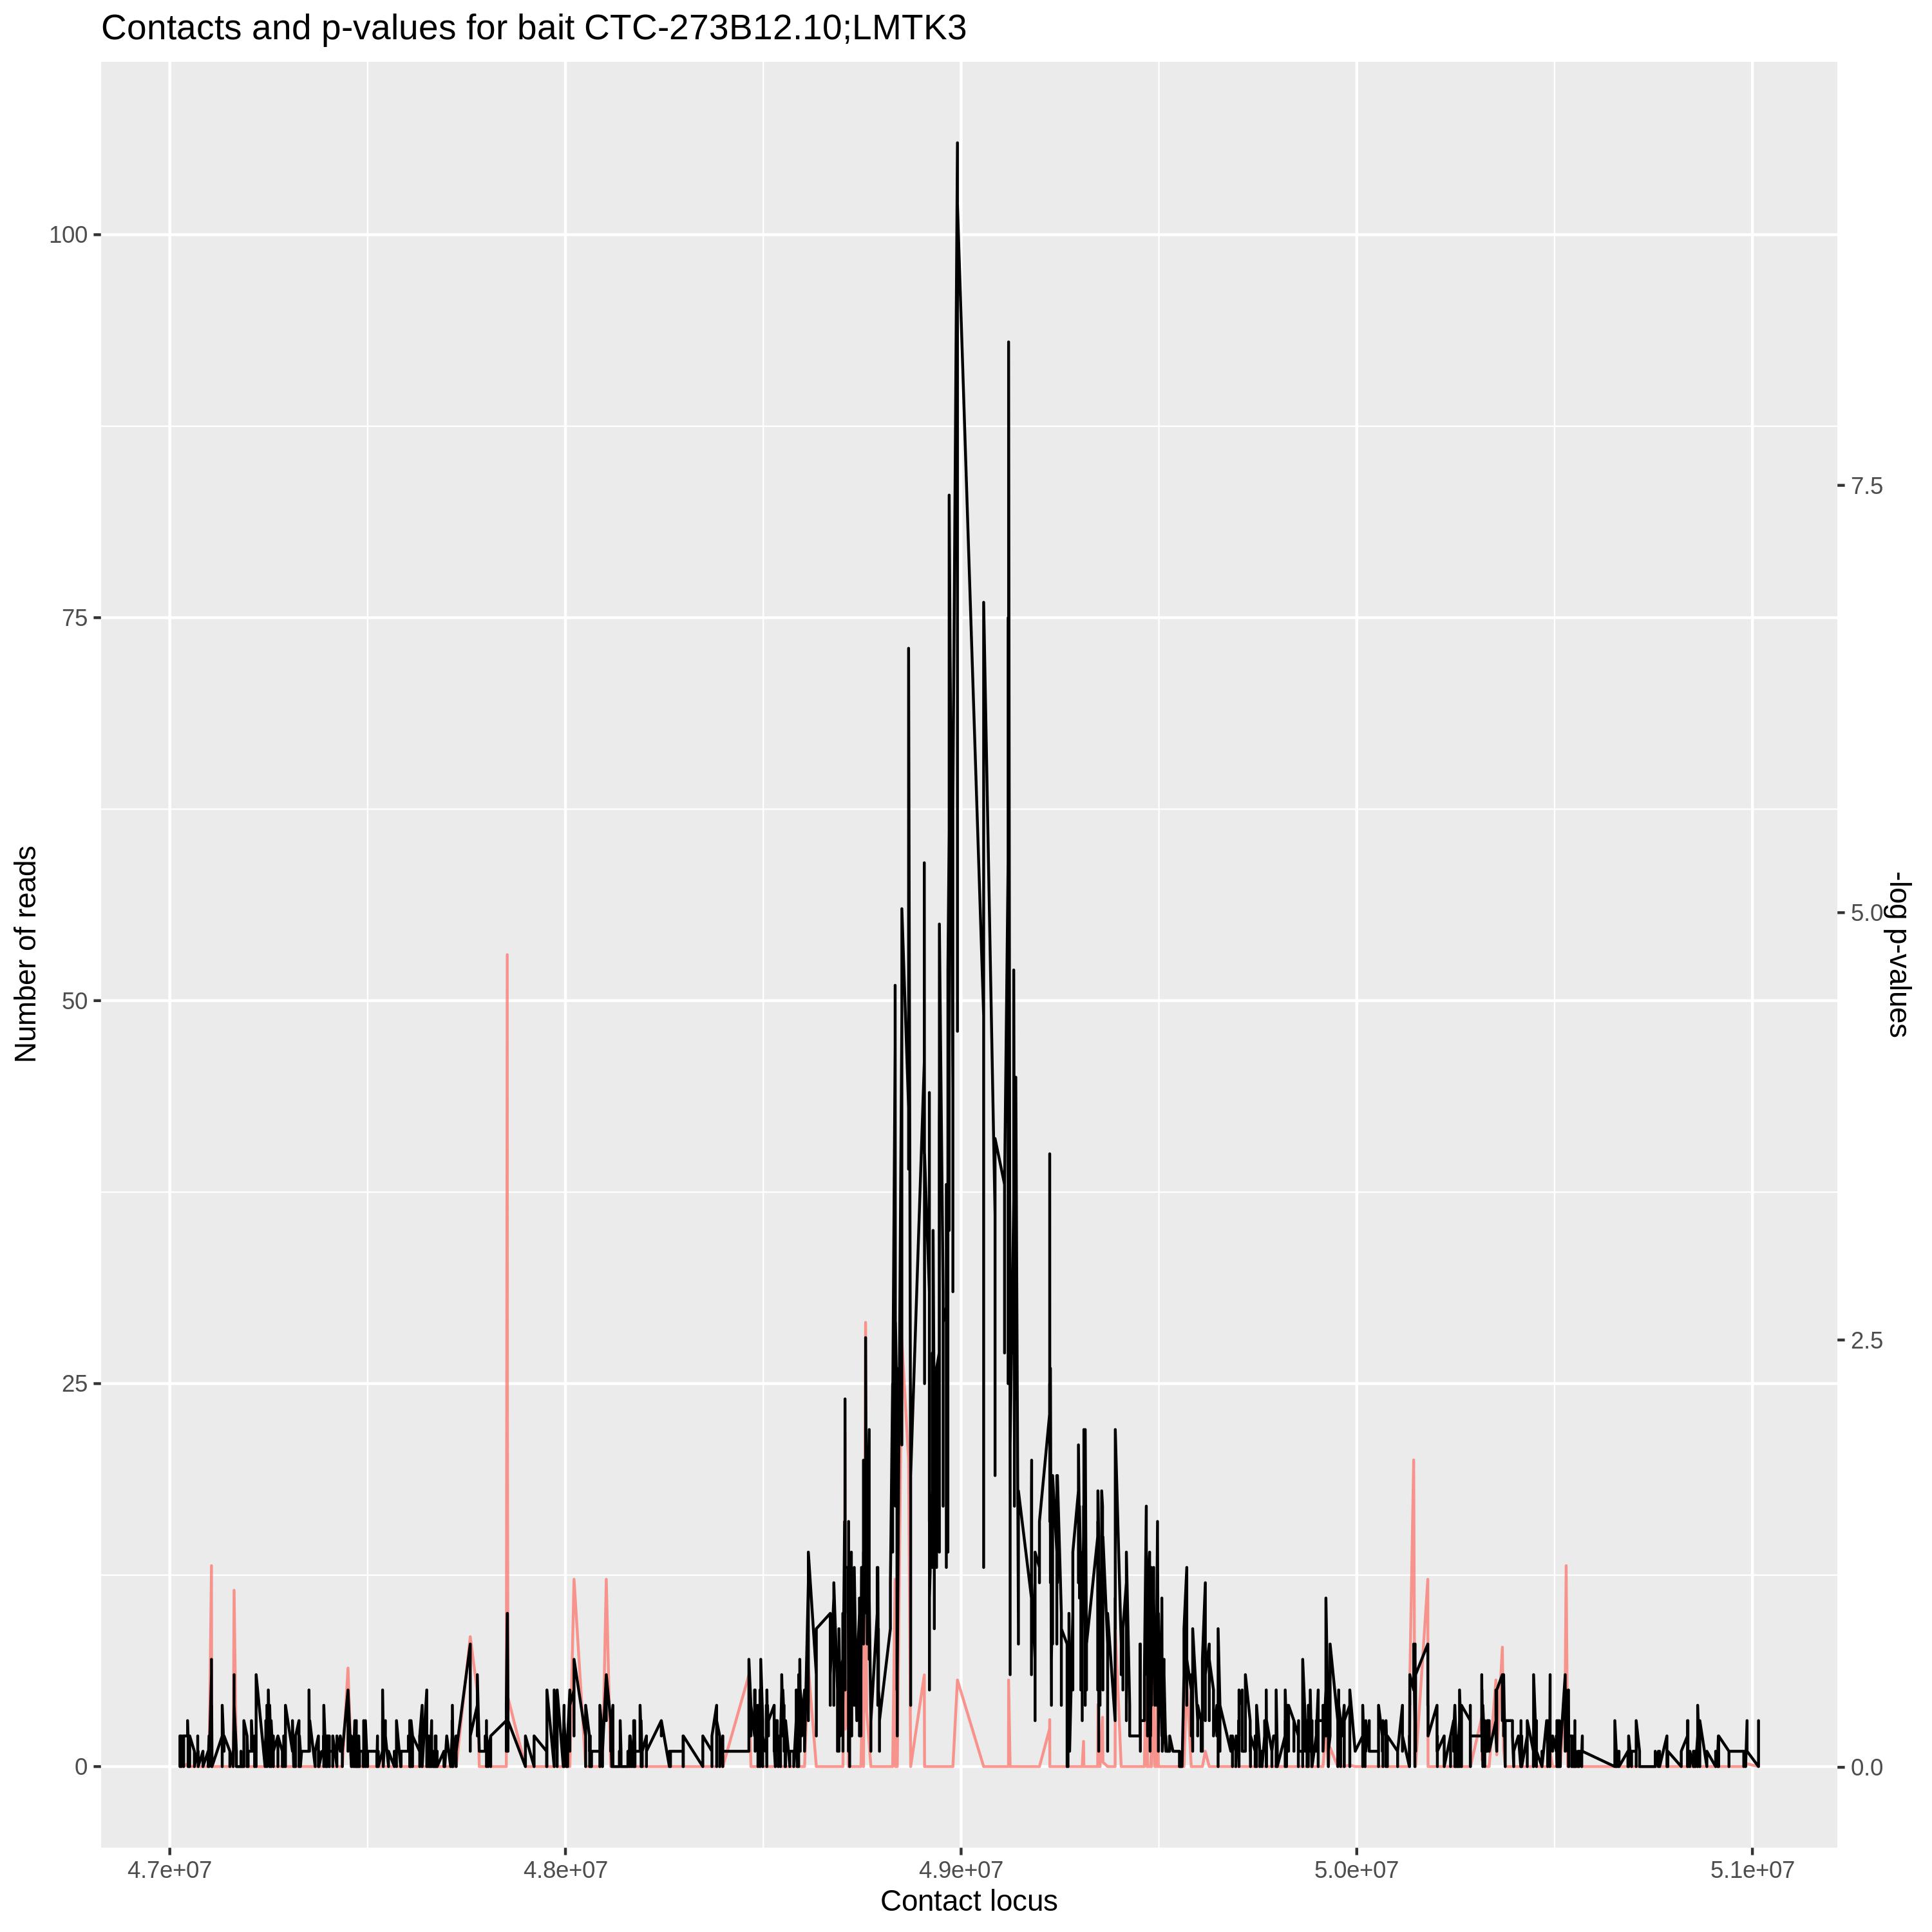 Contacts and p-values for bait CTC-273B12.10;LMTK3
100
75
50
25
0
Number of reads
7.5
5.0
2.5
0.0
-log p-values
4.7e+07 4.8e+07 4.9e+07 5.0e+07 5.1e+07
Contact locus